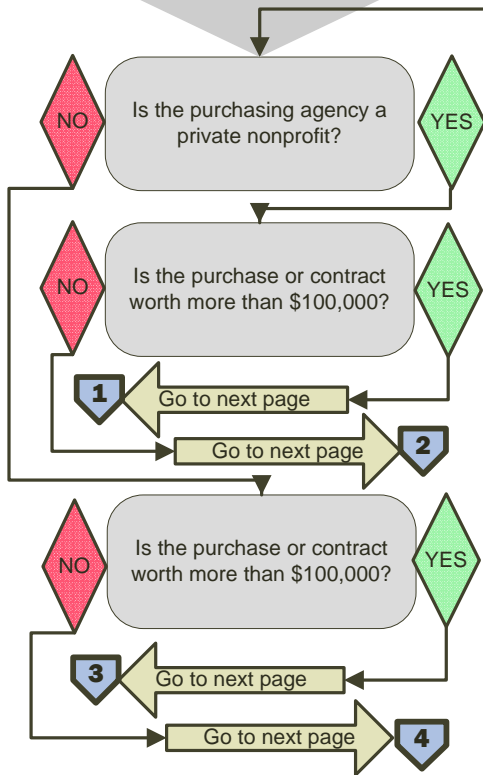 Is the purchasing agency a
private nonprofit?
NO
YES
Is the purchase or contract
worth more than $100,000?
NO
YES
1
Go to next page
Go to next page
2
Is the purchase or contract
worth more than $100,000?
NO
YES
3
Go to next page
Go to next page
4